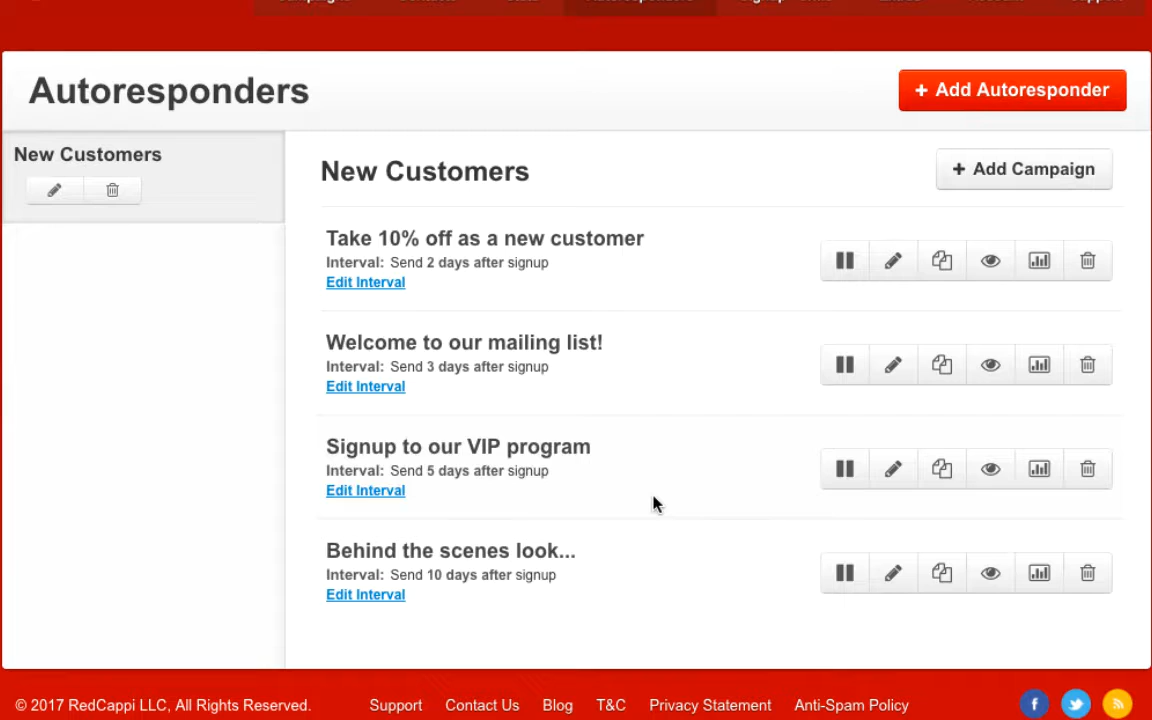 Autoresponders
+ Add Autoresponder
New Customers
New Customers
+ Add Campaign
Take 10% off as a new customer
Interval: Send 2 days after signup
Edit Interval
Welcome to our mailing list!
Interval: Send 3 days after signup
Edit Interval
Signup to our VIP program
Interval: Send 5 days after signup
Edit Interval
Behind the scenes look...
Interval: Send 10 days after signup
Edit Interval
© 2017 RedCappi LLC, All Rights Reserved. Support Contact Us Blog T&C Privacy Statement Anti-Spam Policy